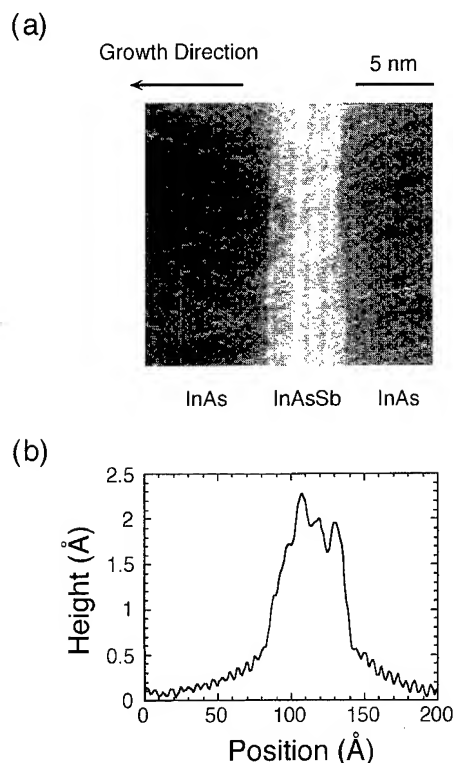 (a)
Growth Direction
5 nm
InAs InAsSb InAs
(b)
2.5
2
1.5
1
0.5
0
Height (Å)
0 50 100 150 200
Position (Å)